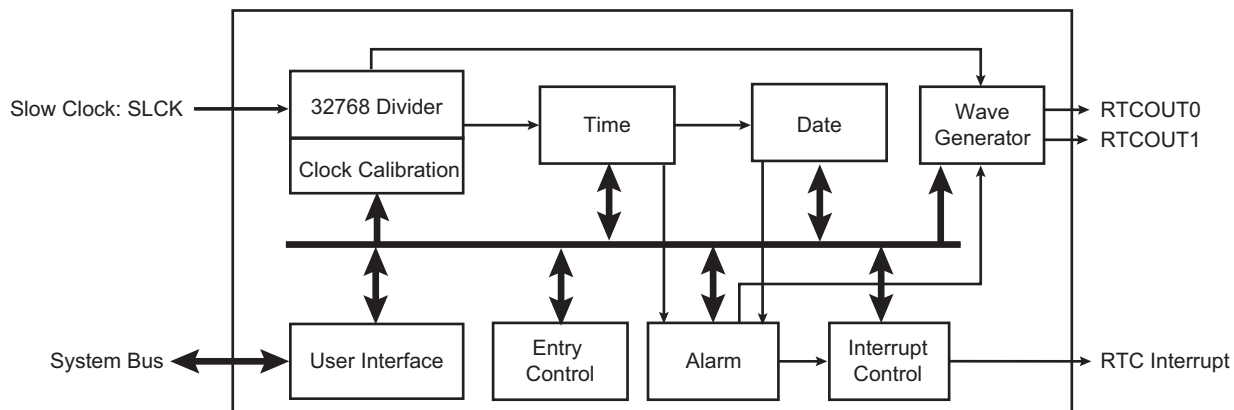 Slow Clock: SLCK
32768 Divider
Clock Calibration
Time
Date
Wave
Generator
RTCOUT0
RTCOUT1
System Bus
User Interface
Entry
Control
Alarm
Interrupt
Control
RTC Interrupt